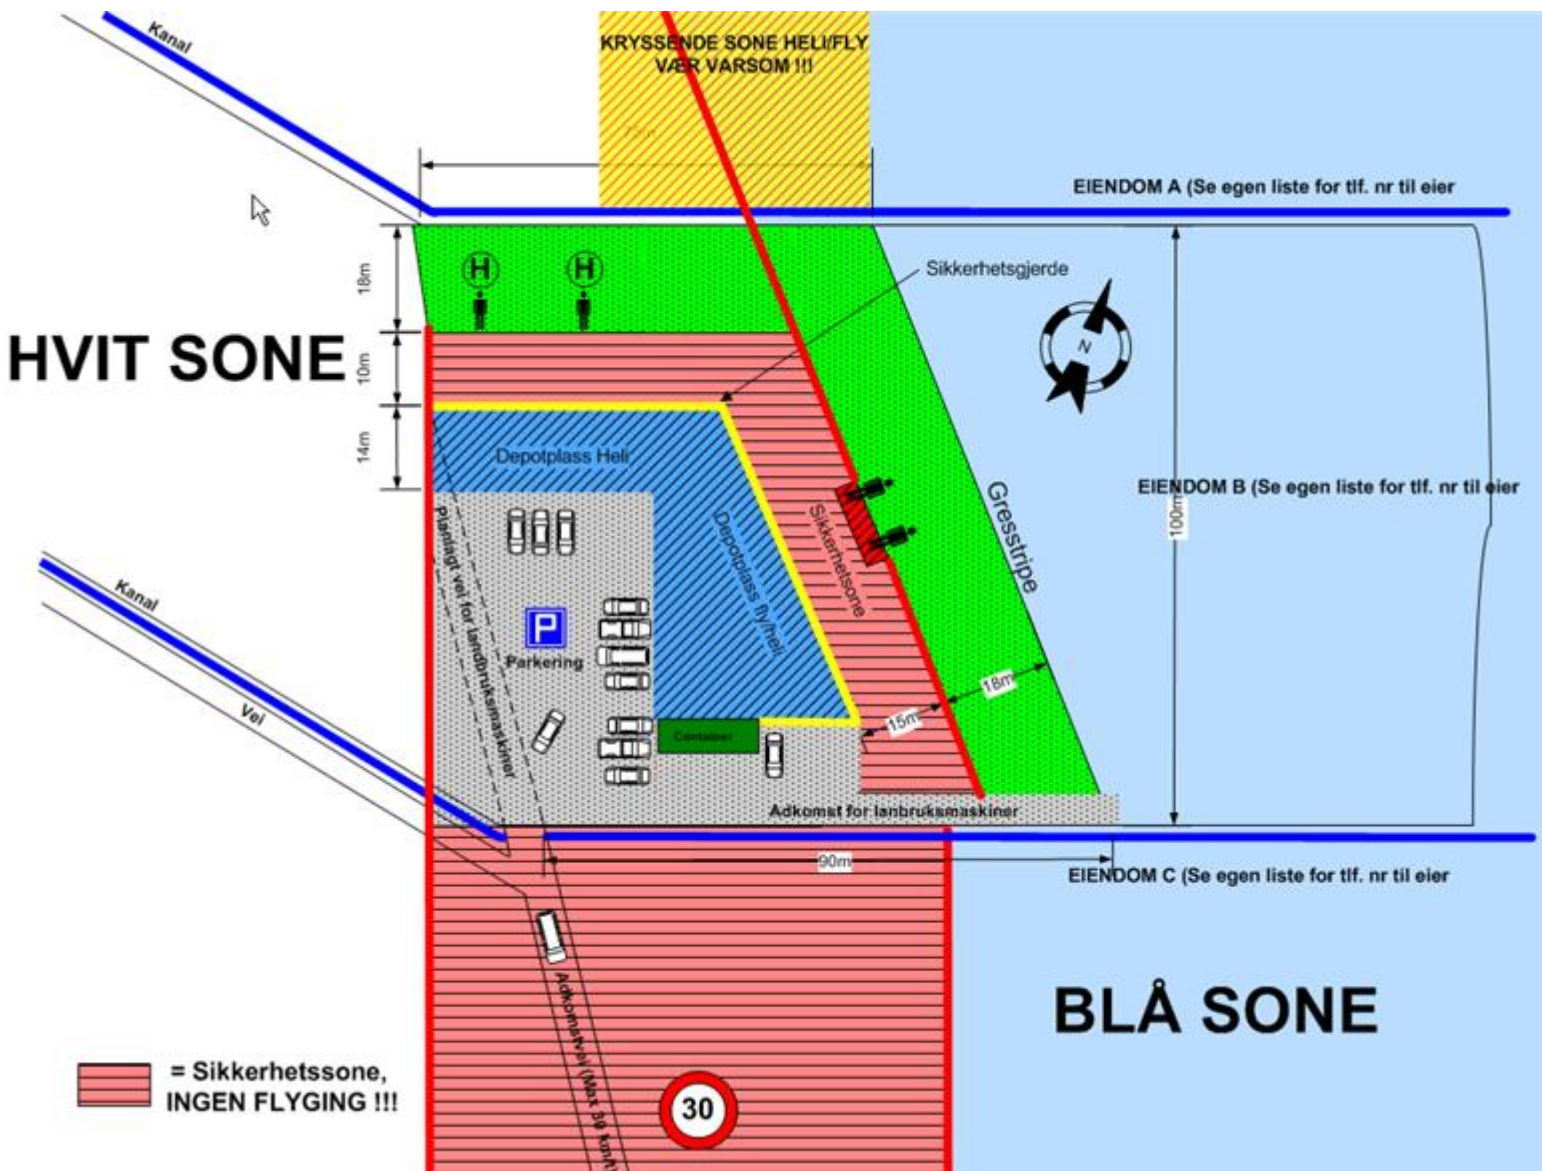 Kanal
KRYSSENDE SONE HELI/FLY
VÆR VARSOM !!!
75m
EIENDOM A (Se egen liste for tlf. nr til eier
H
H
Sikkerhetsgjerde
18m
N
HVIT SONE
10m
14m
Depotplass Heli
EIENDOM B (Se egen liste for tlf. nr til eier
100m
Gresstripe
Sikkerhetsone
Depotplass fly/heli
Planlagt vei for landbruksmaskiner
Kanal
P
Parkering
Vei
18m
15m
Container
Adkomst for lanbruksmaskiner
90m
EIENDOM C (Se egen liste for tlf. nr til eier
BLÅ SONE
Adkomstvei (Max 30 km/t)
= Sikkerhetssone,
INGEN FLYGING !!!
30